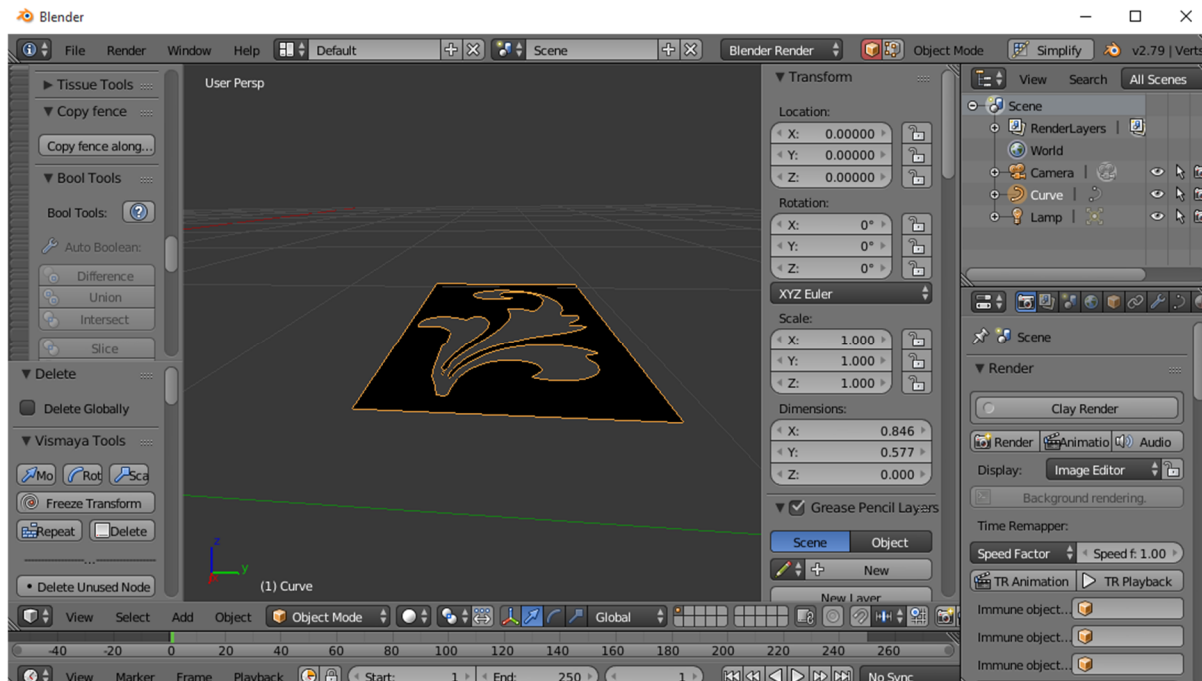 Blender
File Render Window Help Default Scene Blender Render Object Mode Simplify v2.79 | Verts
Tissue Tools
Copy fence
Copy fence along...
Bool Tools
Bool Tools:
Auto Boolean:
Difference
Union
Intersect
Slice
Delete
Delete Globally
Vismaya Tools
Mo Rot Sca
Freeze Transform
Repeat Delete
...
Delete Unused Node
User Persp
z
y
(1) Curve
Transform
Location:
X: 0.00000
Y: 0.00000
Z: 0.00000
Rotation:
X: 0°
Y: 0°
Z: 0°
XYZ Euler
Scale:
X: 1.000
Y: 1.000
Z: 1.000
Dimensions:
X: 0.846
Y: 0.577
Z: 0.000
Grease Pencil Layers
Scene Object
New
New Layer
View Search All Scenes
Scene
RenderLayers
World
Camera
Curve
Lamp
Scene
Render
Clay Render
Render Animatio Audio
Display: Image Editor
Background rendering.
Time Remapper:
Speed Factor Speed f: 1.00
TR Animation TR Playback
Immune object...
Immune object...
Immune object...
View Select Add Object Object Mode Global
-40 -20 0 20 40 60 80 100 120 140 160 180 200 220 240 260
View Marker Frame Playback Start: 1 End: 250 1 No Sync